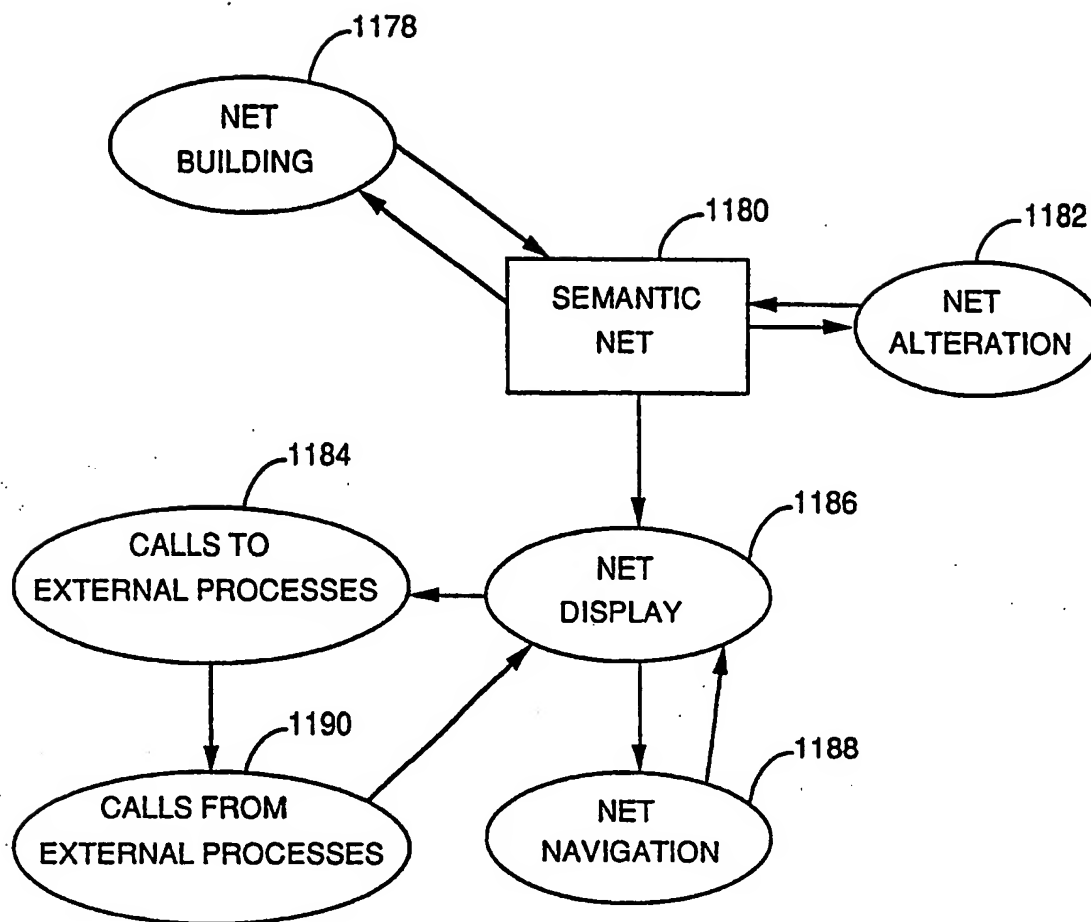 1178
NET
BUILDING
1180
SEMANTIC
NET
1182
NET
ALTERATION
1184
CALLS TO
EXTERNAL PROCESSES
1186
NET
DISPLAY
1190
CALLS FROM
EXTERNAL PROCESSES
1188
NET
NAVIGATION